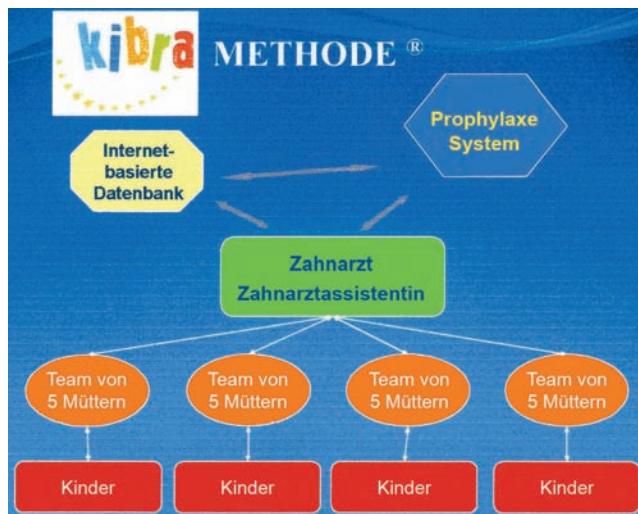 kibra METHODE ®
Prophylaxe
System
Internet-
basierte
Datenbank
Zahnarzt
Zahnarztassistentin
Team von
5 Müttern
Team von
5 Müttern
Team von
5 Müttern
Team von
5 Müttern
Kinder
Kinder
Kinder
Kinder